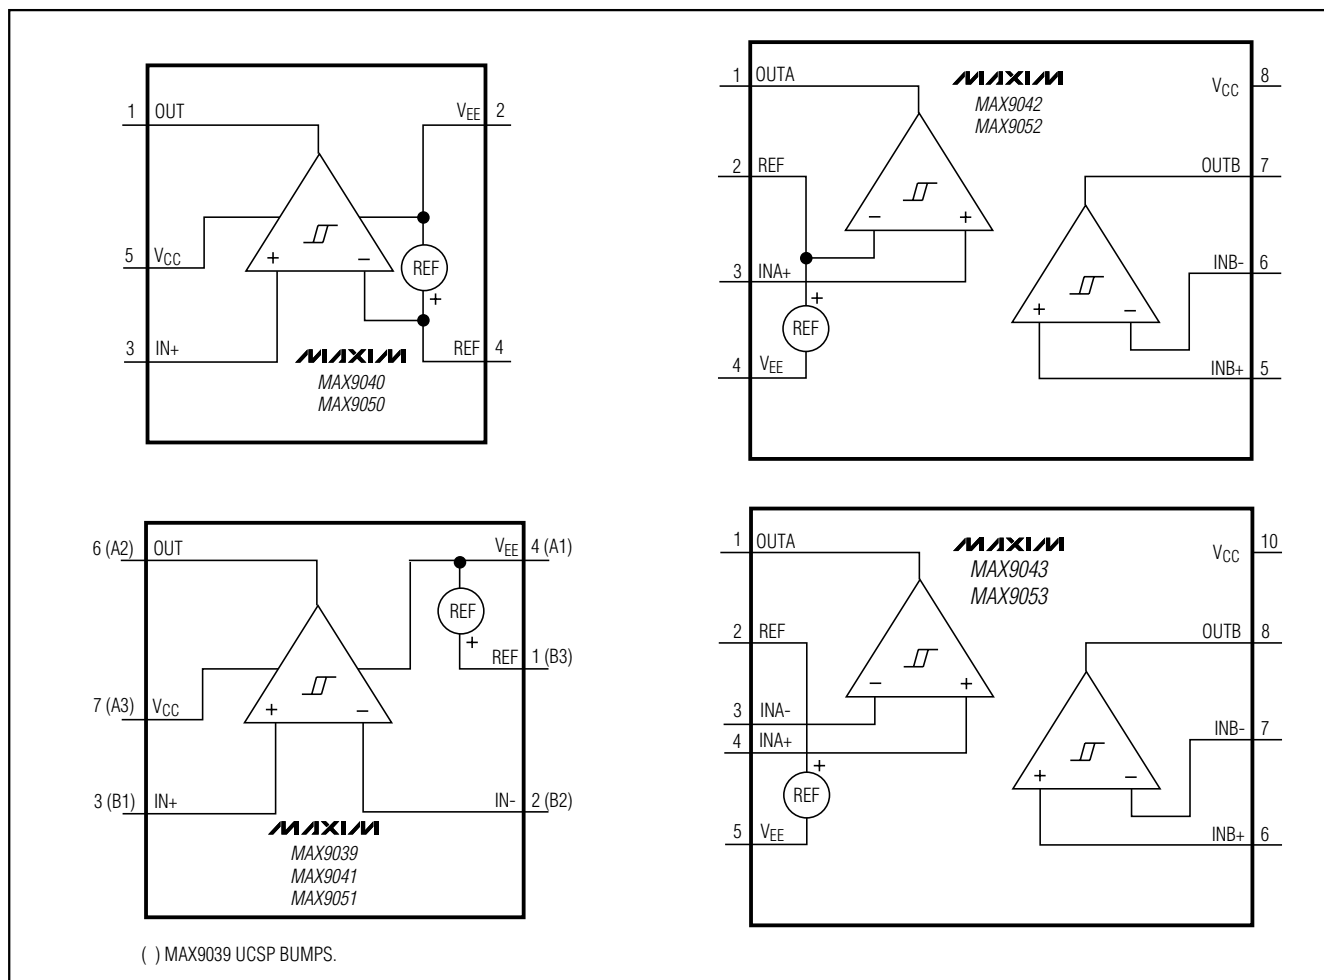 1 OUT
VEE 2
5 VCC
+ −
REF
+
3 IN+
REF 4
MAXIM
MAX9040
MAX9050
1 OUTA
MAXIM
MAX9042
MAX9052
VCC 8
2 REF
OUTB 7
− +
3 INA+
INB- 6
+
REF
+ −
4 VEE
INB+ 5
6 (A2) OUT
VEE 4 (A1)
REF
+
REF 1 (B3)
7 (A3) VCC
+ −
3 (B1) IN+
IN- 2 (B2)
MAXIM
MAX9039
MAX9041
MAX9051
1 OUTA
MAXIM
MAX9043
MAX9053
VCC 10
2 REF
OUTB 8
− +
3 INA-
4 INA+
INB- 7
+
REF
+ −
5 VEE
INB+ 6
( ) MAX9039 UCSP BUMPS.